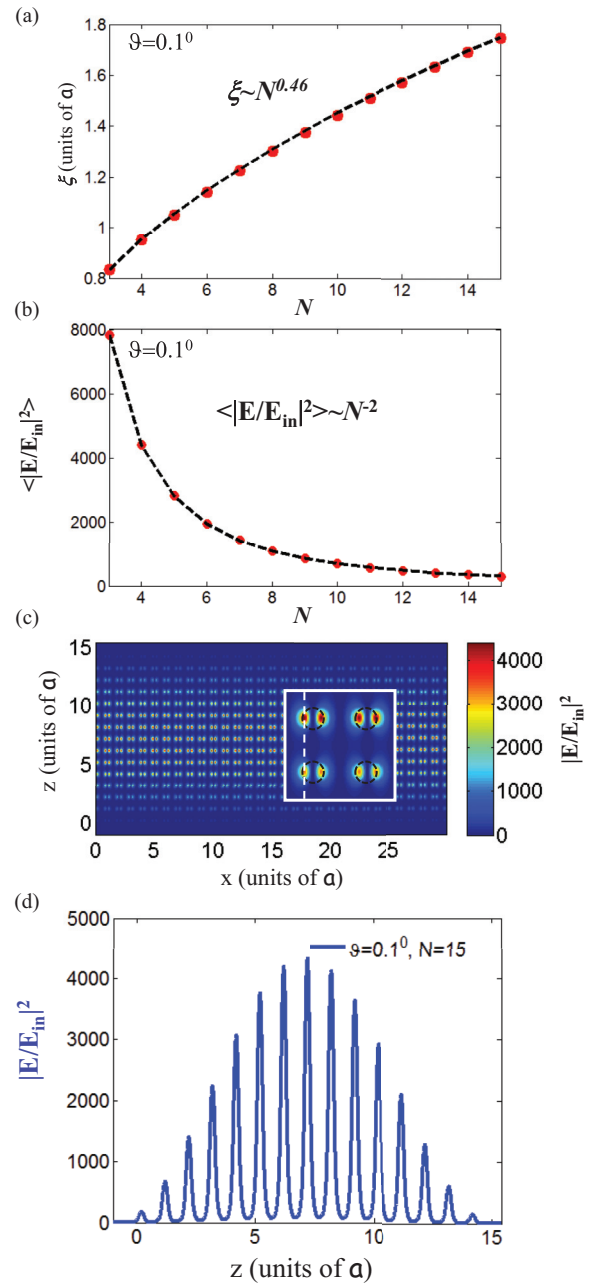 (a)
ϑ=0.1⁰
ξ~N^0.46
ξ (units of a)
1.8
1.6
1.4
1.2
1
0.8
4 6 8 10 12 14
N
(b)
ϑ=0.1⁰
<|E/E_in|²>~N^-2
<|E/E_in|²>
8000
6000
4000
2000
0
4 6 8 10 12 14
N
(c)
z (units of a)
15
10
5
0
0 5 10 15 20 25
x (units of a)
4000
3000
2000
1000
0
|E/E_in|²
(d)
ϑ=0.1⁰, N=15
|E/E_in|²
5000
4000
3000
2000
1000
0
0 5 10 15
z (units of a)